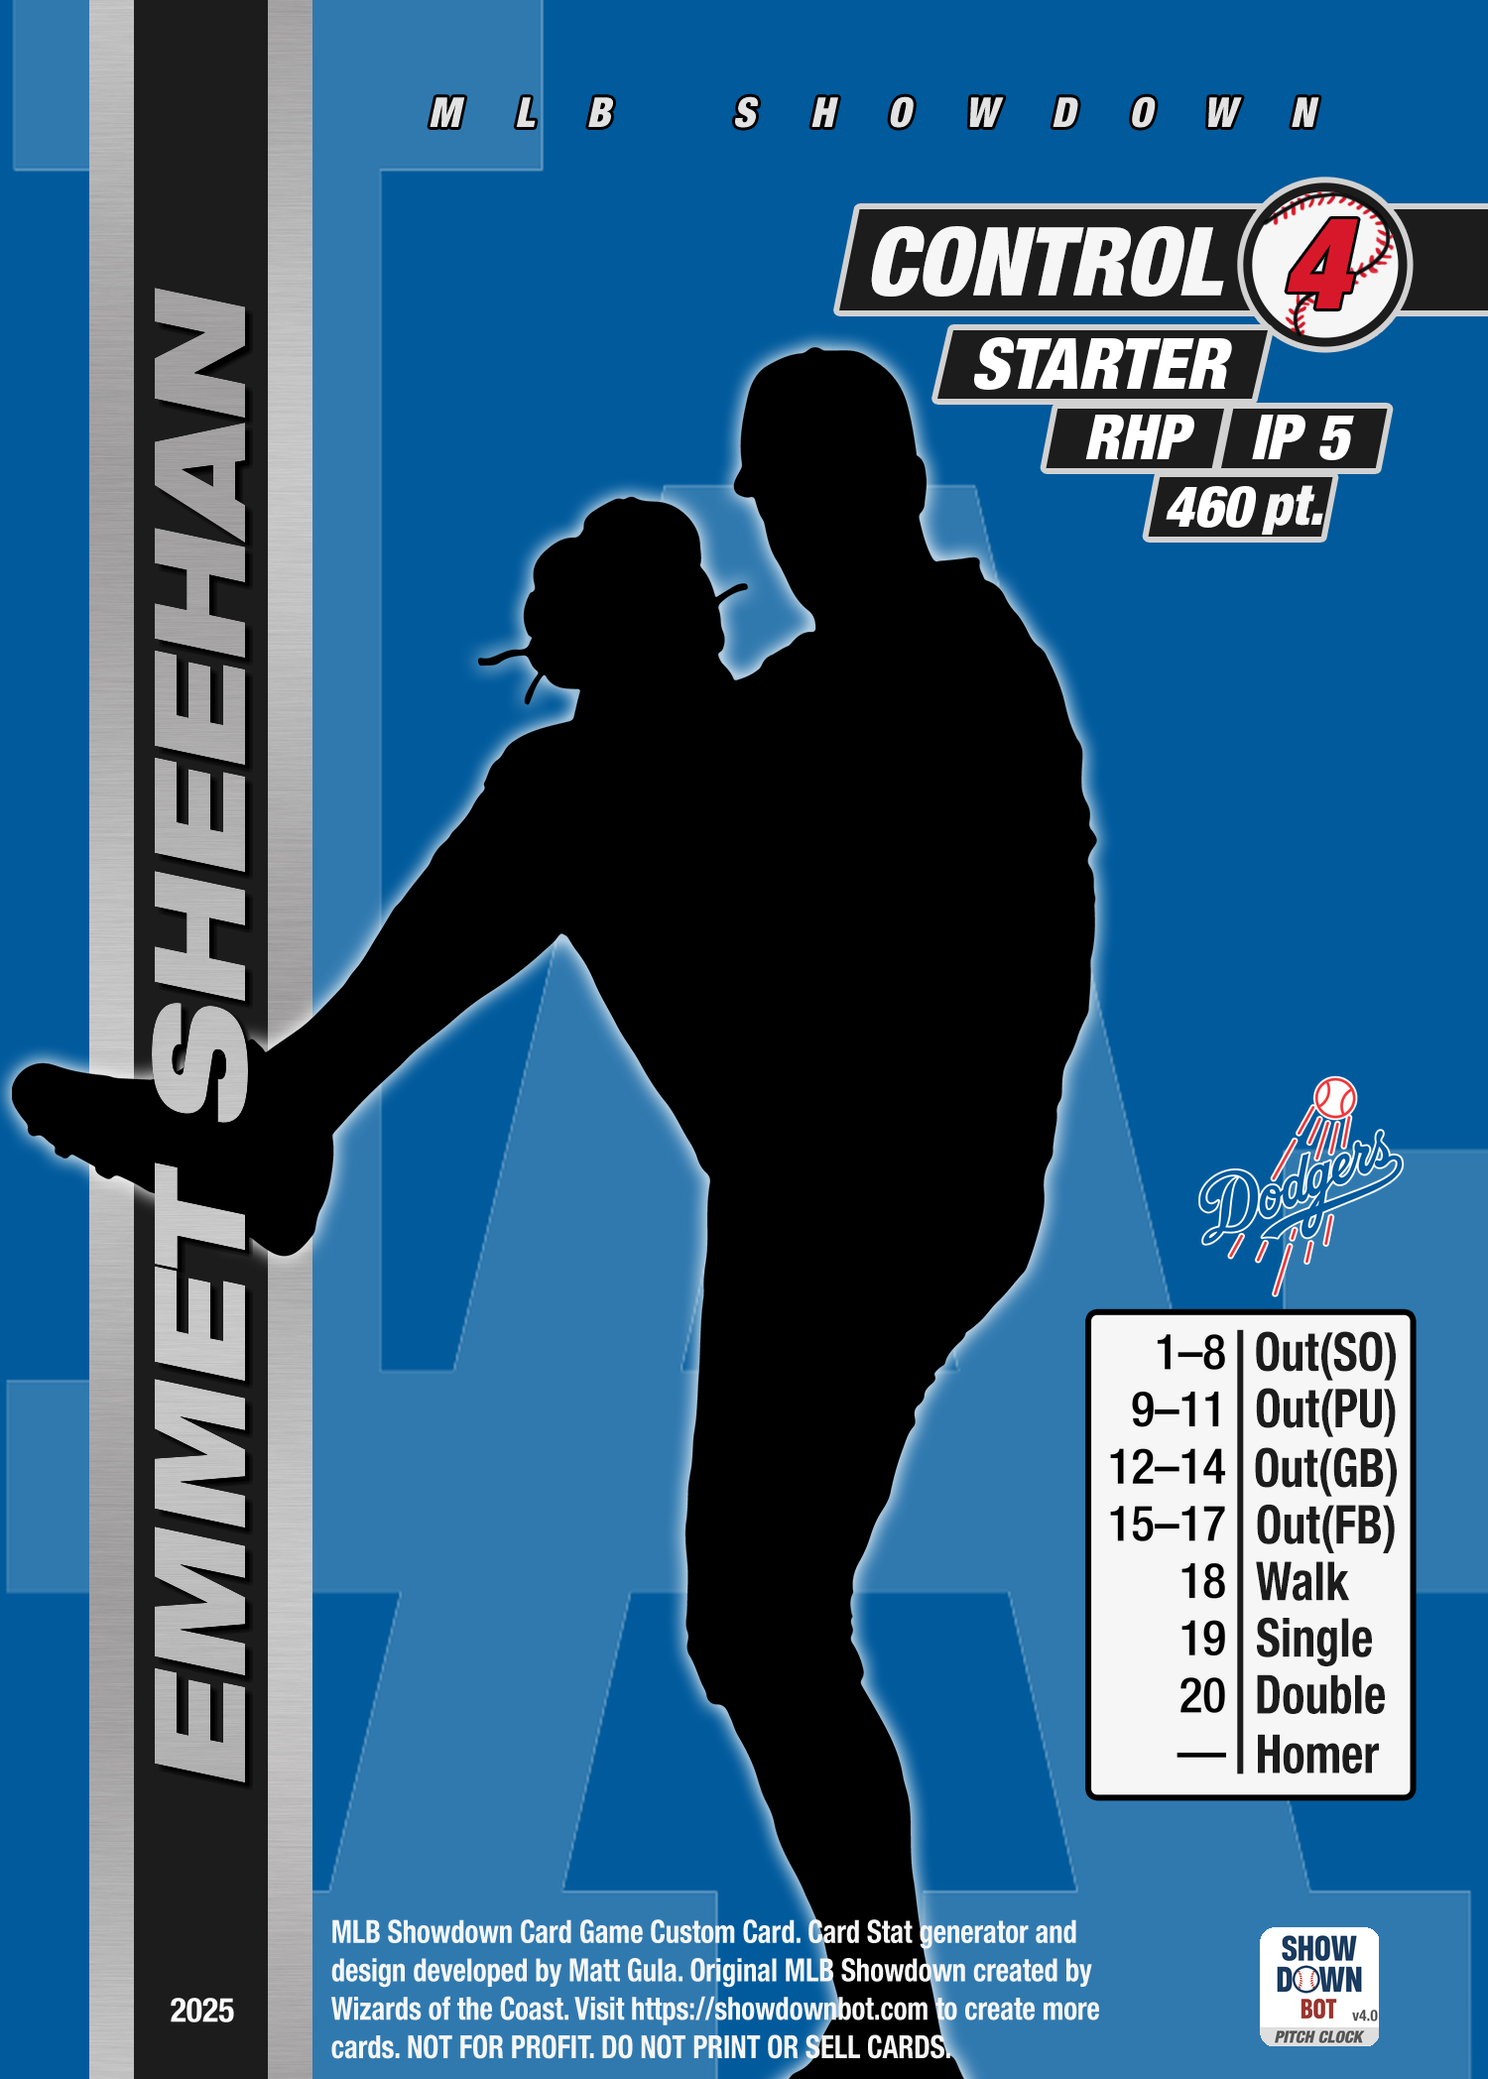 MLB SHOWDOWN
CONTROL 4
STARTER
RHP IP 5
460 pt.
EMMET SHEEHAN
Dodgers
1–8 Out(SO)
9–11 Out(PU)
12–14 Out(GB)
15–17 Out(FB)
18 Walk
19 Single
20 Double
— Homer
MLB Showdown Card Game Custom Card. Card Stat generator and
design developed by Matt Gula. Original MLB Showdown created by
Wizards of the Coast. Visit https://showdownbot.com to create more
cards. NOT FOR PROFIT. DO NOT PRINT OR SELL CARDS.
2025
SHOW
DOWN
BOT v4.0
PITCH CLOCK